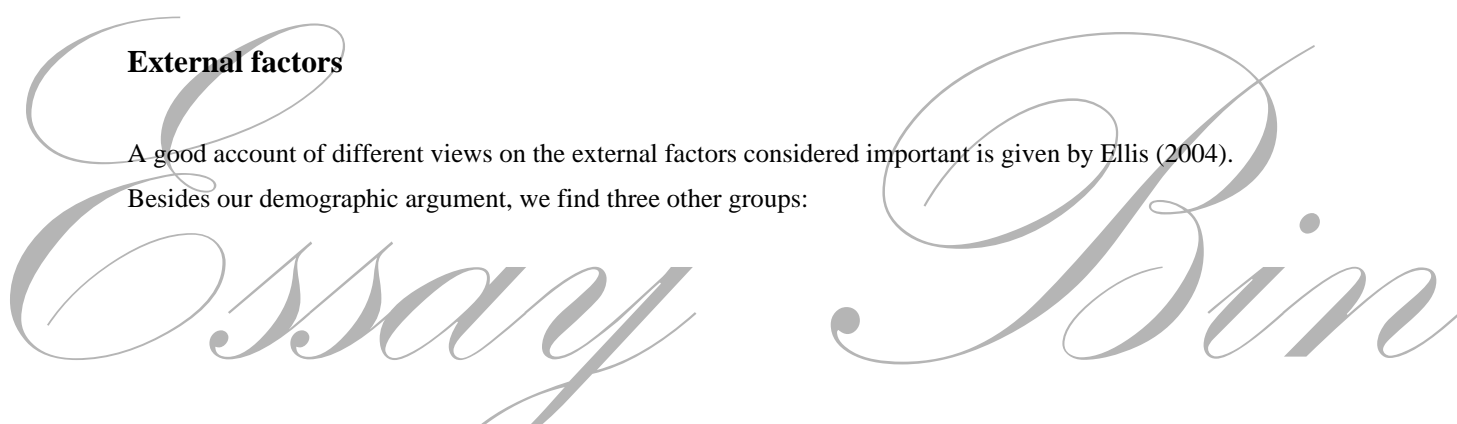 External factors
A good account of different views on the external factors considered important is given by Ellis (2004).
Besides our demographic argument, we find three other groups:
Essay Bin